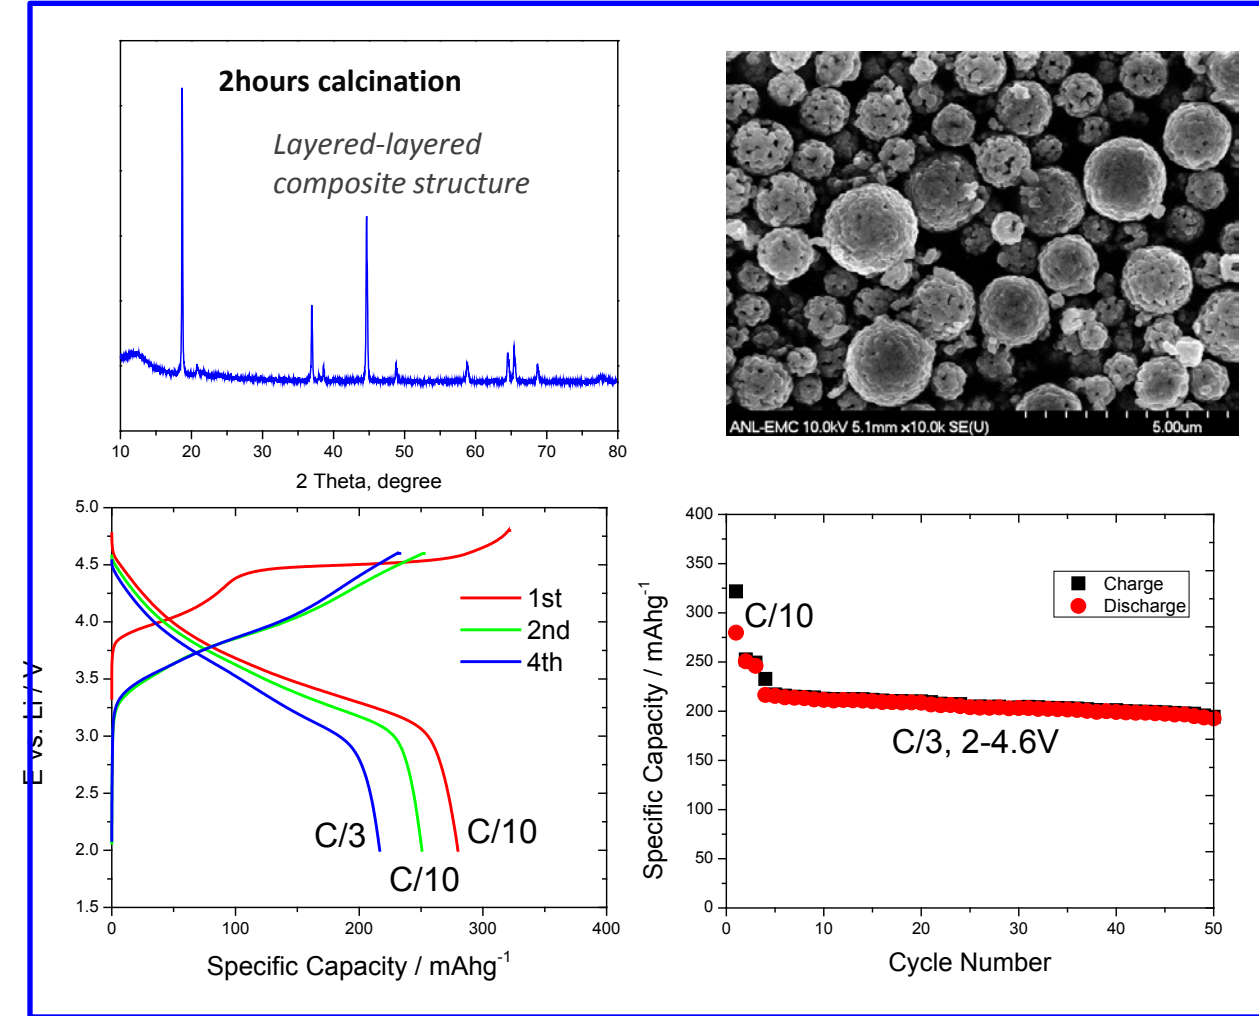 2hours calcination
Layered-layered
composite structure
10 20 30 40 50 60 70 80
2 Theta, degree
ANL-EMC 10.0kV 5.1mm x10.0k SE(U) 5.00um
5.0
4.5
4.0
3.5
3.0
2.5
2.0
1.5
E vs. Li / V
1st
2nd
4th
C/3
C/10
C/10
0 100 200 300 400
Specific Capacity / mAhg-1
400
350
300
250
200
150
100
50
0
Specific Capacity / mAhg-1
Charge
Discharge
C/10
C/3, 2-4.6V
0 10 20 30 40 50
Cycle Number